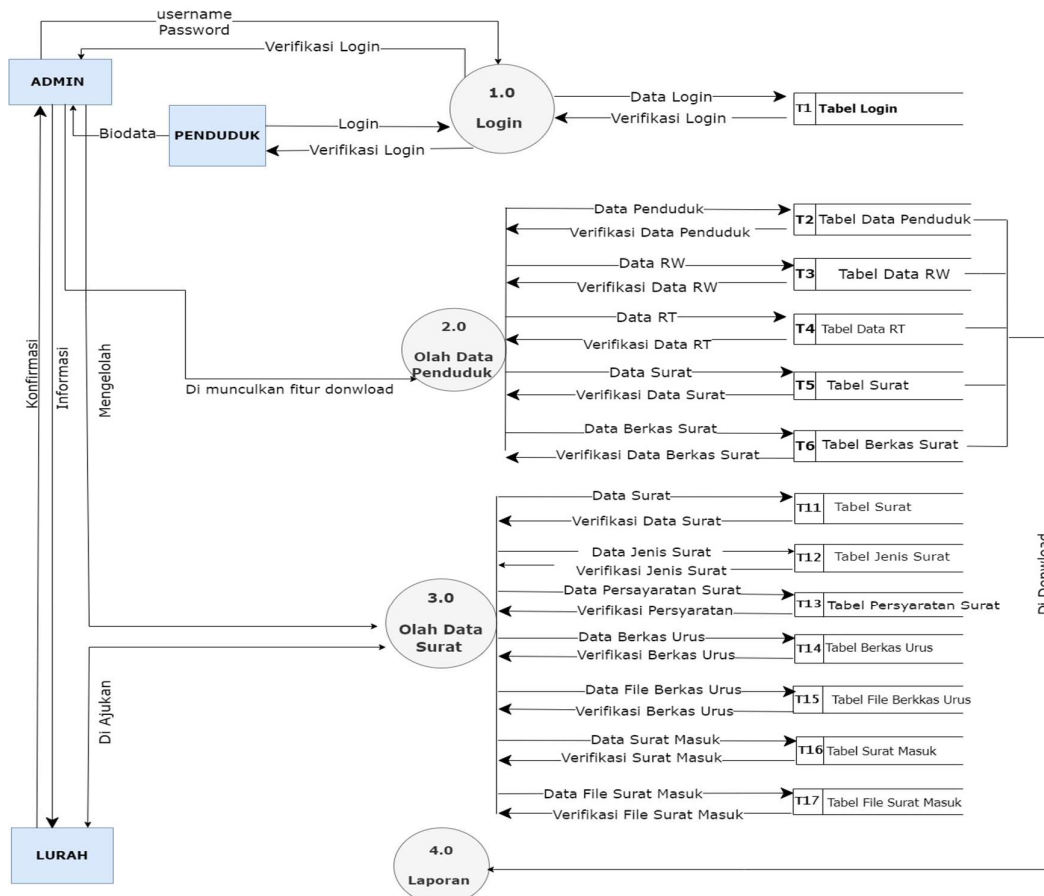 username
Password
Verifikasi Login
ADMIN
1.0
Login
Data Login
Verifikasi Login
T1 Tabel Login
Biodata
PENDUDUK
Login
Verifikasi Login
Data Penduduk
Verifikasi Data Penduduk
T2 Tabel Data Penduduk
Data RW
Verifikasi Data RW
T3 Tabel Data RW
2.0
Olah Data
Penduduk
Data RT
Verifikasi Data RT
T4 Tabel Data RT
Data Surat
Verifikasi Data Surat
T5 Tabel Surat
Data Berkas Surat
Verifikasi Data Berkas Surat
T6 Tabel Berkas Surat
Konfirmasi
Informasi
Mengelolah
Di munculkan fitur donwload
Data Surat
Verifikasi Data Surat
T11 Tabel Surat
Data Jenis Surat
Verifikasi Jenis Surat
T12 Tabel Jenis Surat
Data Persayaratan Surat
Verifikasi Persyaratan
T13 Tabel Persyaratan Surat
3.0
Olah Data
Surat
Data Berkas Urus
Verifikasi Berkas Urus
T14 Tabel Berkas Urus
Data File Berkas Urus
Verifikasi Berkas Urus
T15 Tabel File Berkkas Urus
Data Surat Masuk
Verifikasi Surat Masuk
T16 Tabel Surat Masuk
Data File Surat Masuk
Verifikasi File Surat Masuk
T17 Tabel File Surat Masuk
Di Ajukan
Di Donwload
LURAH
4.0
Laporan